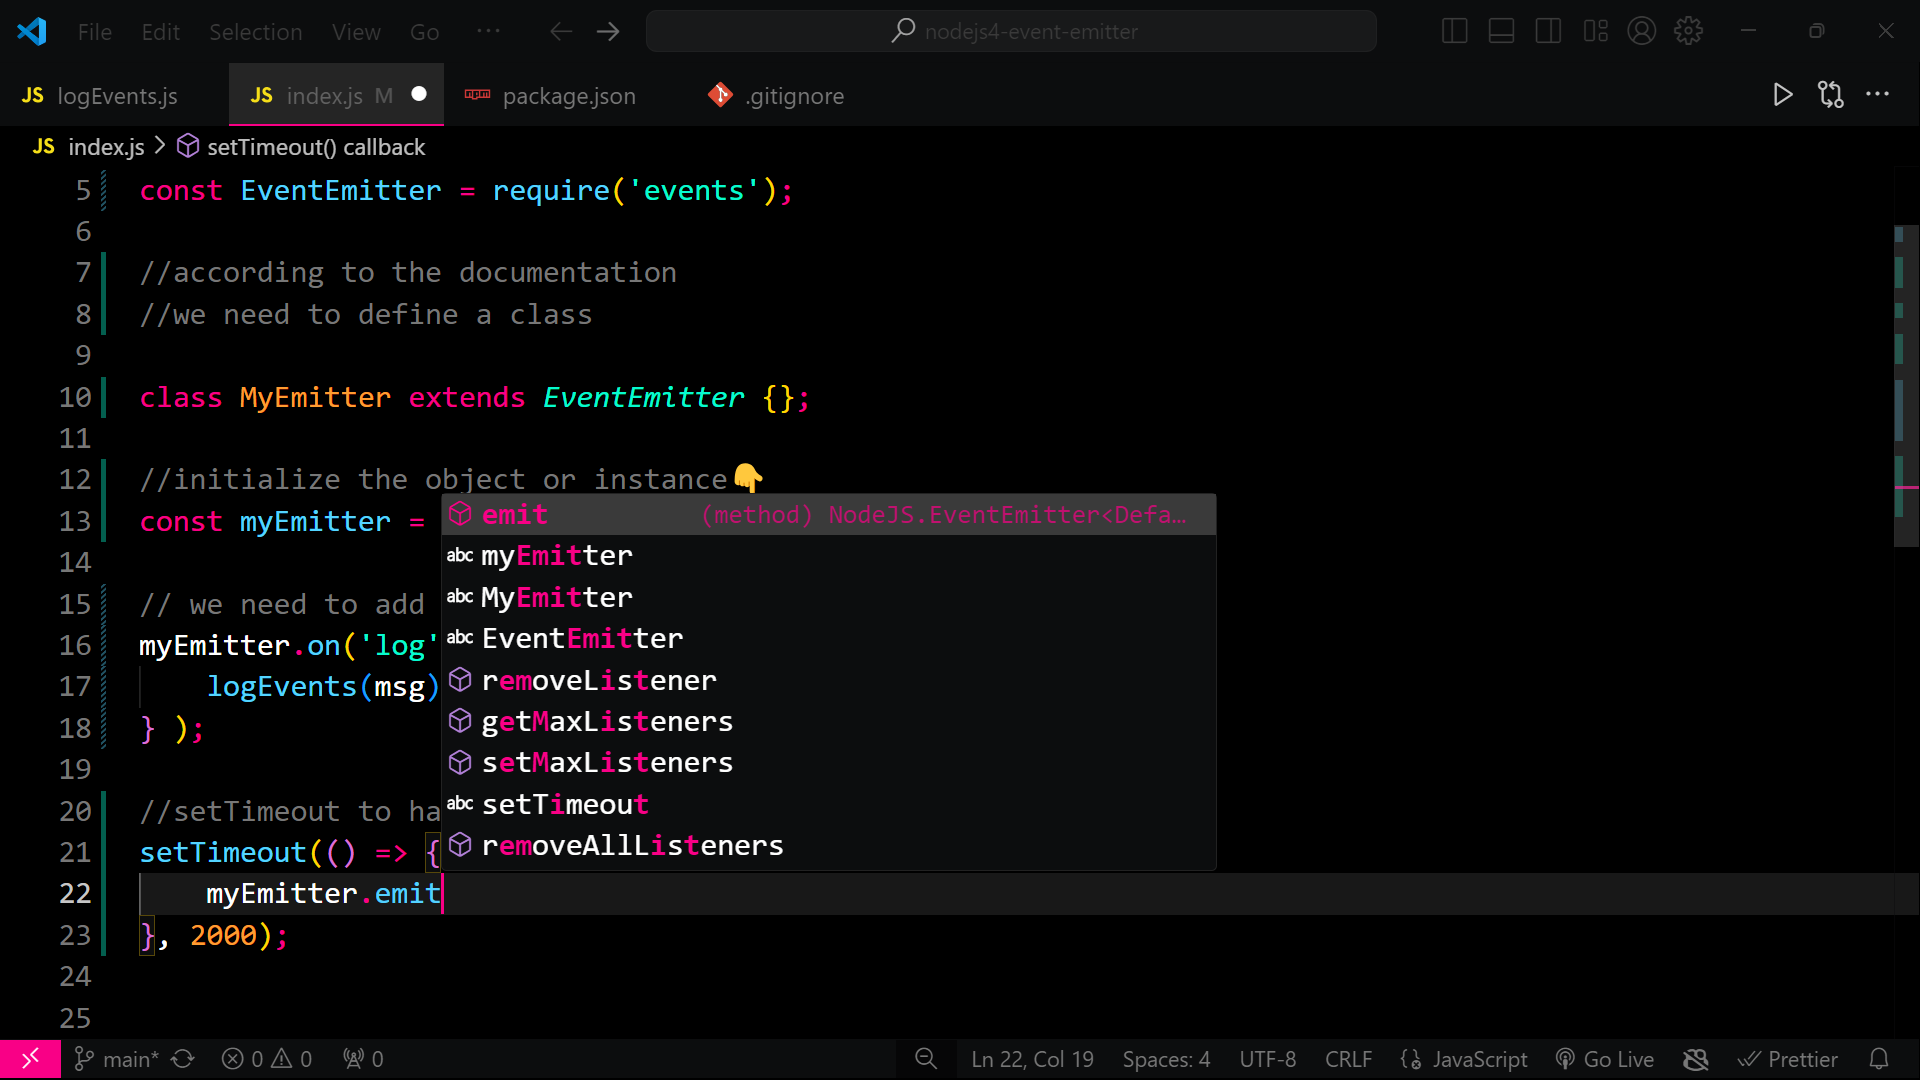 File Edit Selection View Go ··· nodejs4-event-emitter
JS logEvents.js JS index.js M package.json .gitignore
JS index.js > setTimeout() callback
5 const EventEmitter = require('events');
6
7 //according to the documentation
8 //we need to define a class
9
10 class MyEmitter extends EventEmitter {};
11
12 //initialize the object or instance👇
13 const myEmitter =
14
15 // we need to add
16 myEmitter.on('log'
17 logEvents(msg)
18 } );
19
20 //setTimeout to ha
21 setTimeout(() => {
22 myEmitter.emit
23 }, 2000);
24
25
emit (method) NodeJS.EventEmitter<Defa…
abc myEmitter
abc MyEmitter
abc EventEmitter
removeListener
getMaxListeners
setMaxListeners
abc setTimeout
removeAllListeners
main* 0 0 0 Ln 22, Col 19 Spaces: 4 UTF-8 CRLF {} JavaScript Go Live Prettier